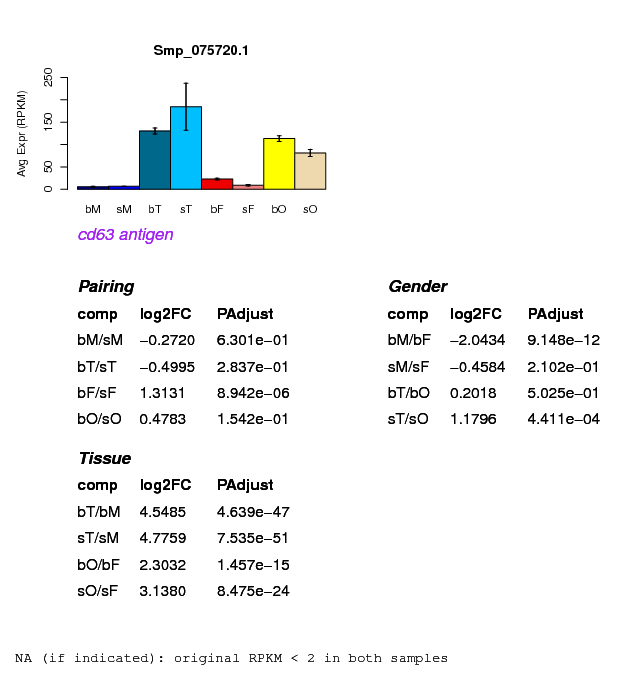 Smp_075720.1
Avg Expr (RPKM)
250
150
50
0
bM sM bT sT bF sF bO sO
cd63 antigen
Pairing
comp log2FC PAdjust
bM/sM −0.2720 6.301e−01
bT/sT −0.4995 2.837e−01
bF/sF 1.3131 8.942e−06
bO/sO 0.4783 1.542e−01
Gender
comp log2FC PAdjust
bM/bF −2.0434 9.148e−12
sM/sF −0.4584 2.102e−01
bT/bO 0.2018 5.025e−01
sT/sO 1.1796 4.411e−04
Tissue
comp log2FC PAdjust
bT/bM 4.5485 4.639e−47
sT/sM 4.7759 7.535e−51
bO/bF 2.3032 1.457e−15
sO/sF 3.1380 8.475e−24
NA (if indicated): original RPKM < 2 in both samples